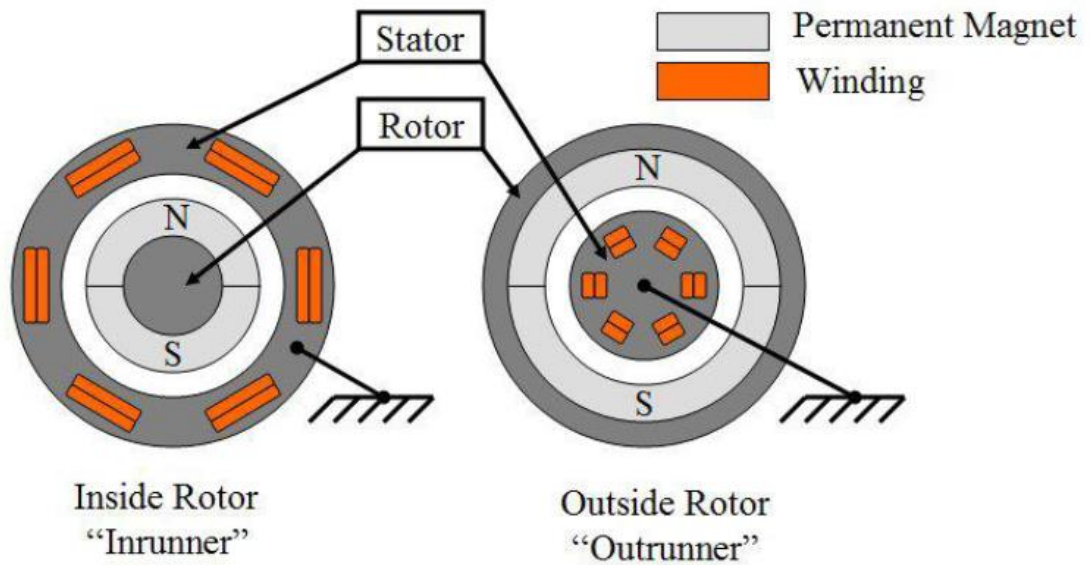 Stator
Permanent Magnet
Winding
Rotor
N
N
S
S
Inside Rotor
“Inrunner”
Outside Rotor
“Outrunner”